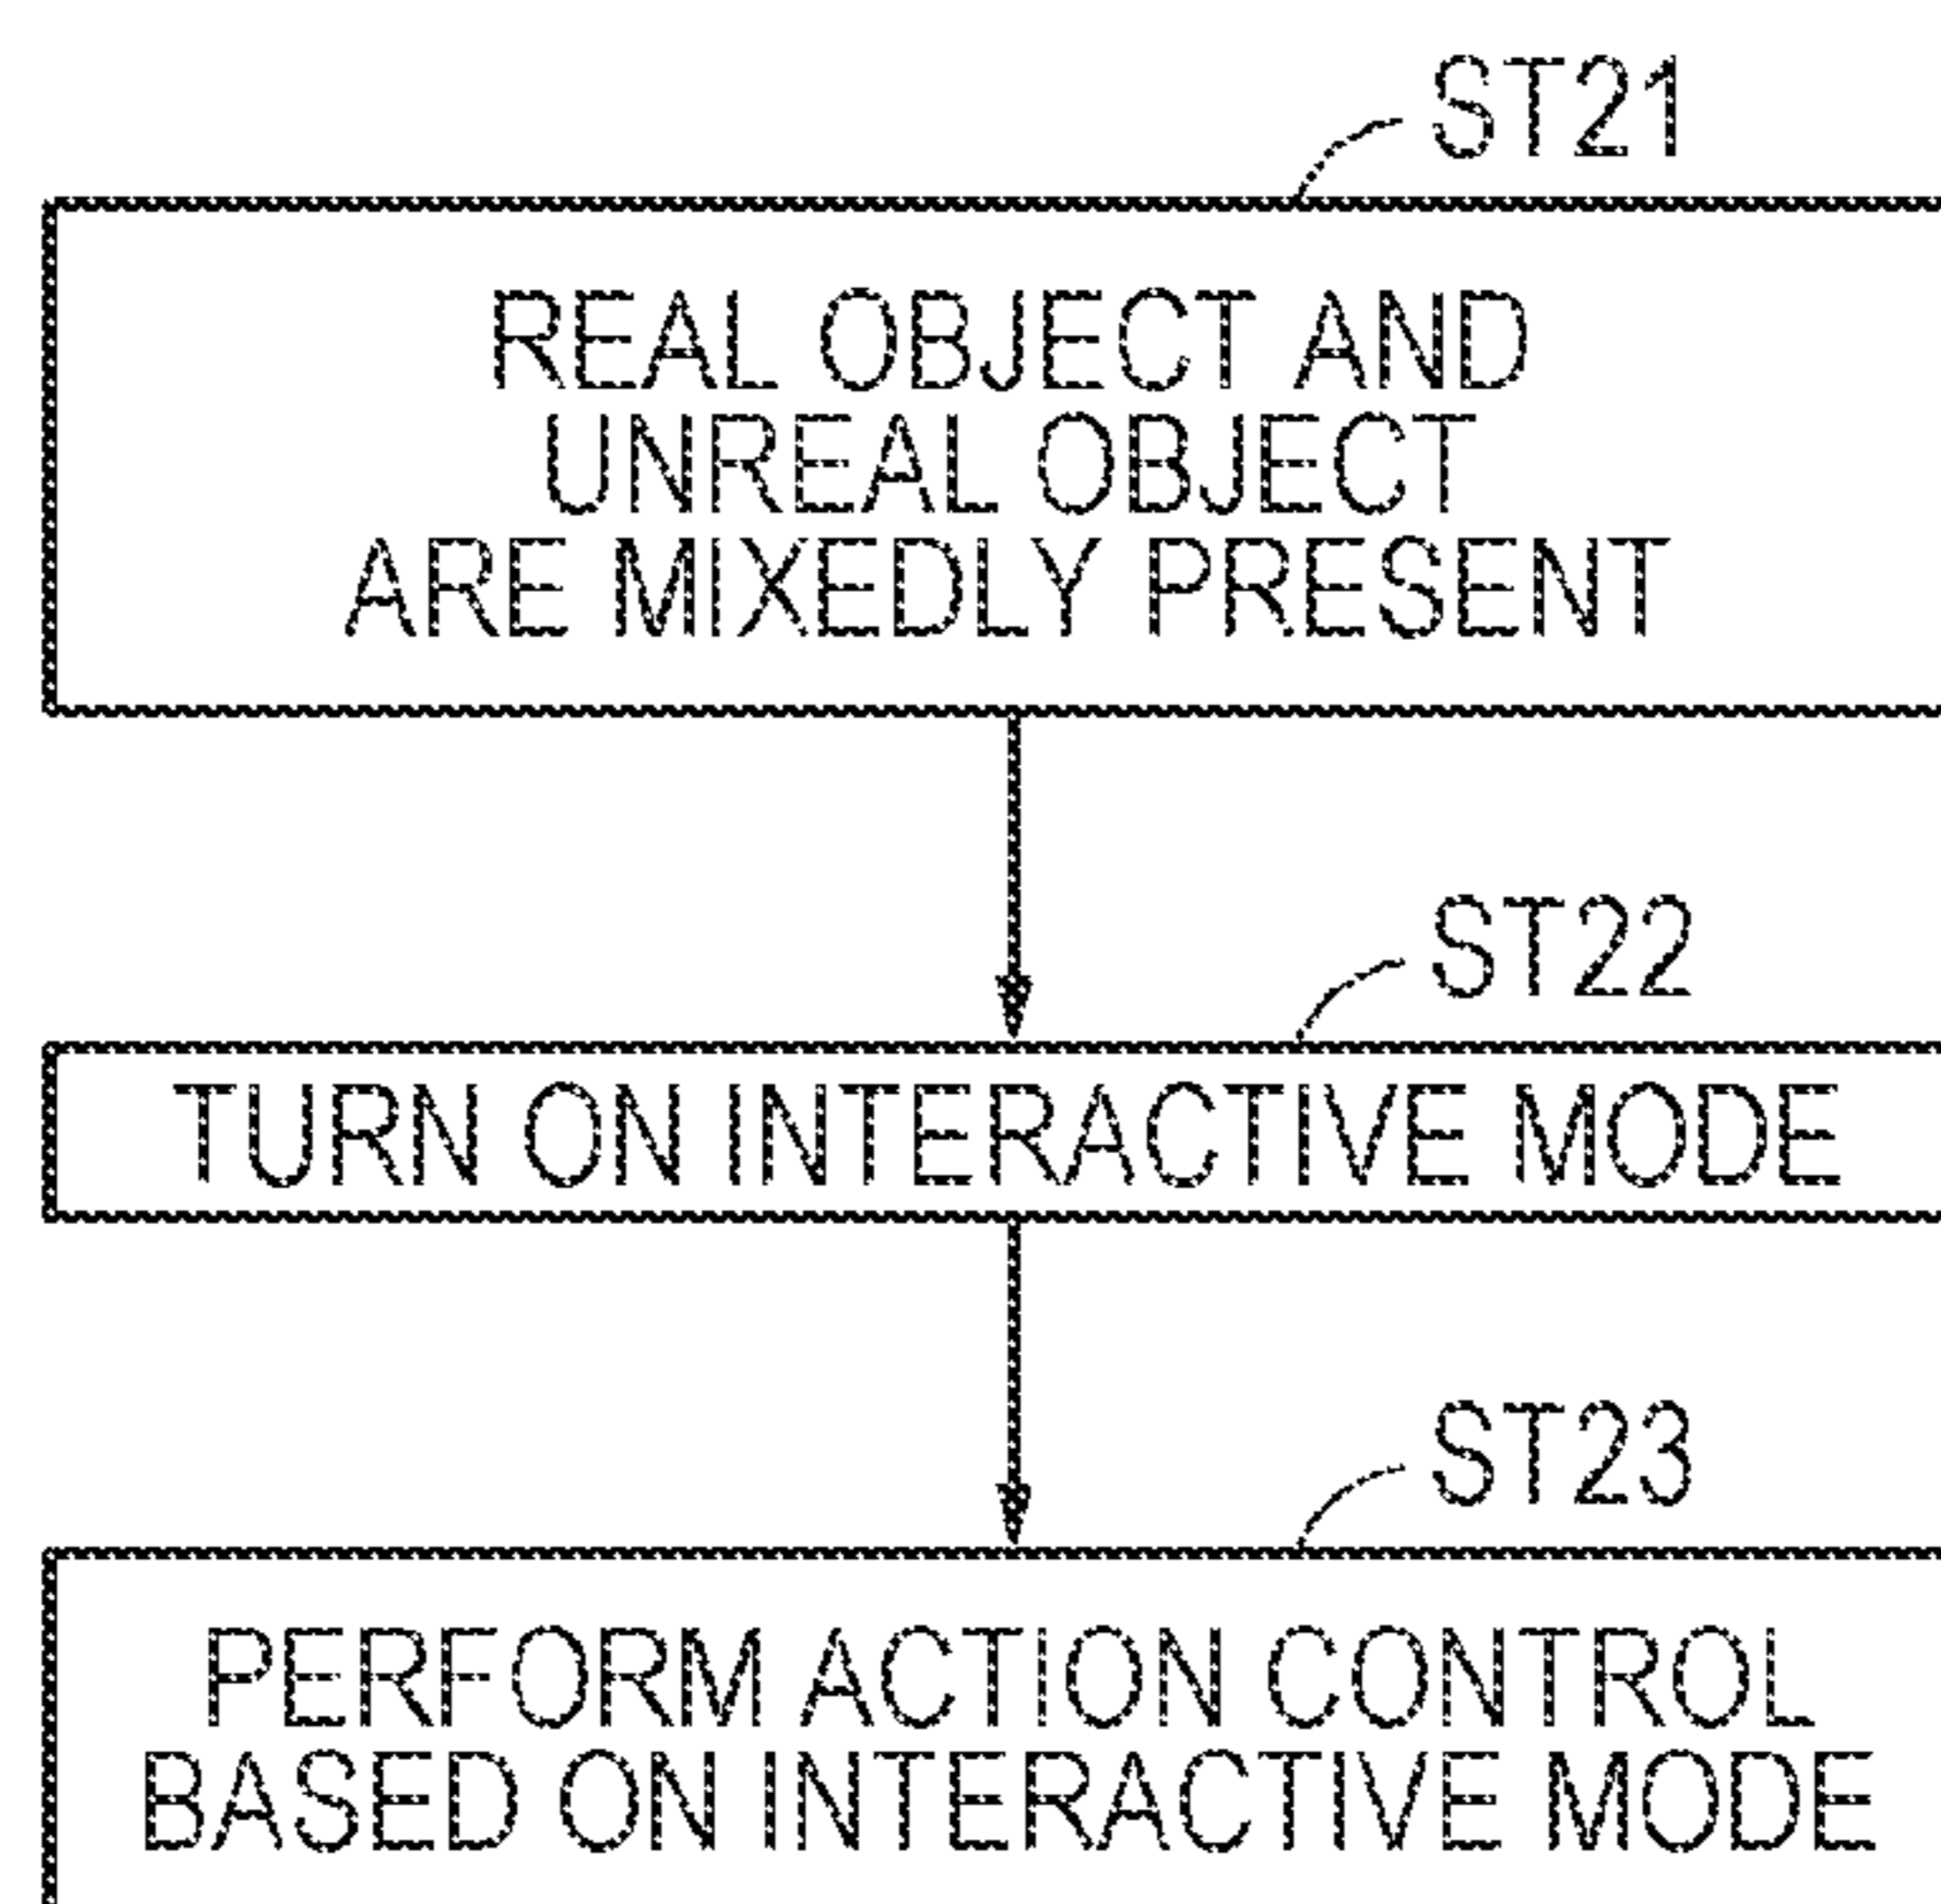 ST21
REAL OBJECT AND
UNREAL OBJECT
ARE MIXEDLY PRESENT
ST22
TURN ON INTERACTIVE MODE
ST23
PERFORM ACTION CONTROL
BASED ON INTERACTIVE MODE